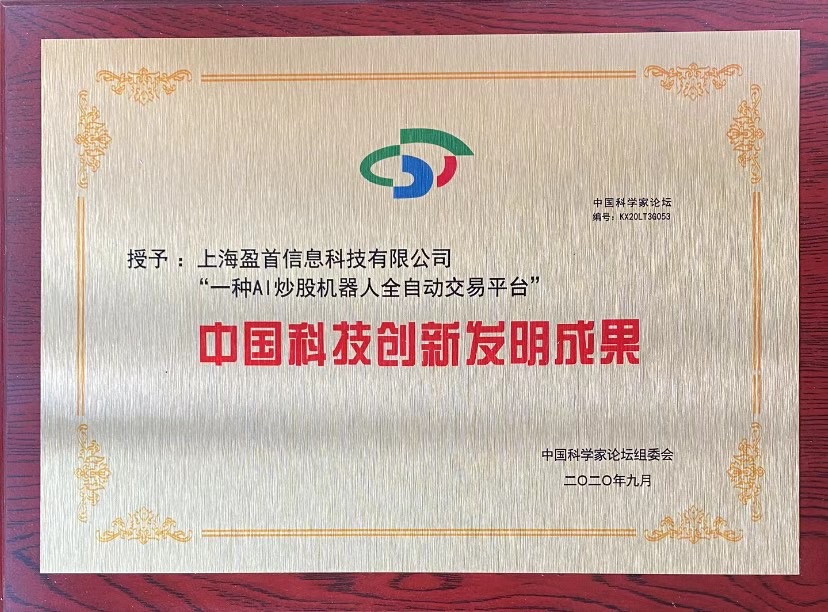 中国科学家论坛
编号：KX20LT3G053
授予：上海盈首信息科技有限公司
“一种AI炒股机器人全自动交易平台”
中国科技创新发明成果
中国科学家论坛组委会
二〇二〇年九月